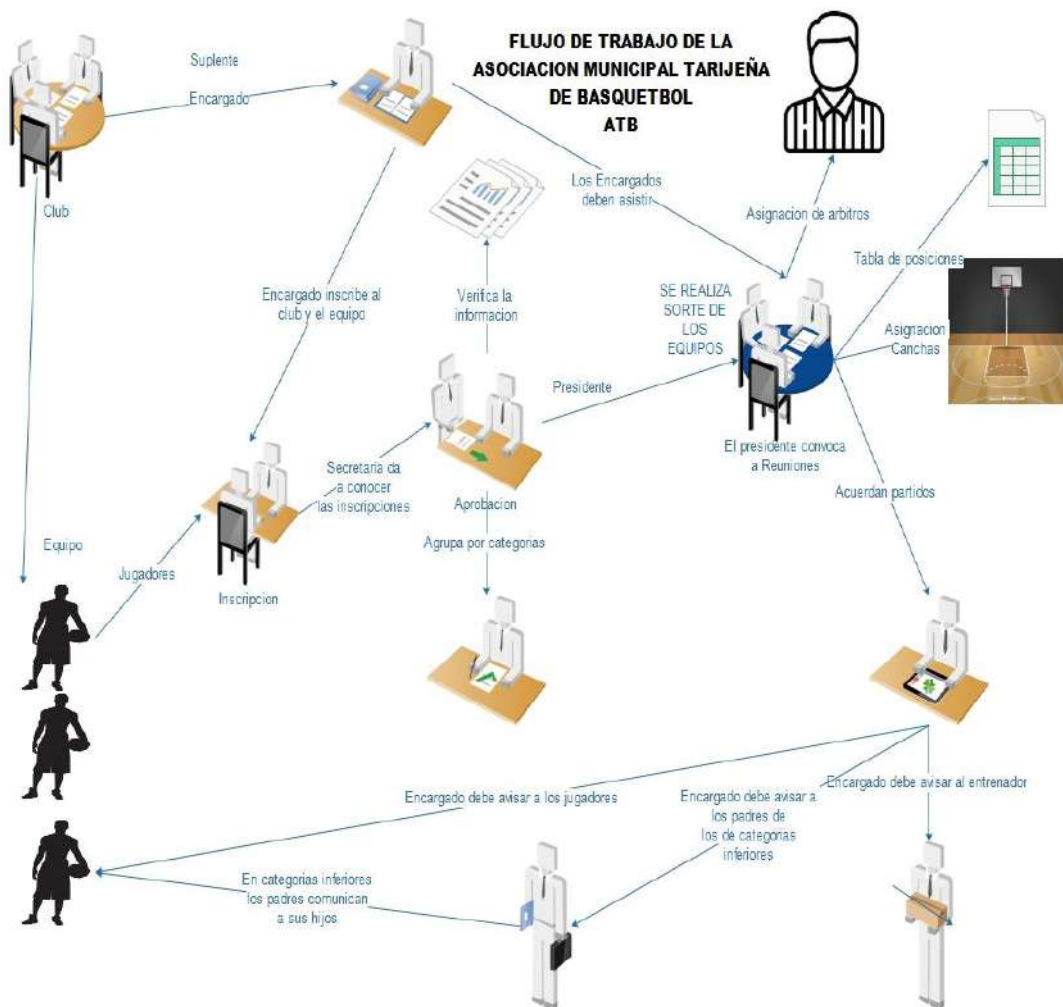 FLUJO DE TRABAJO DE LA
ASOCIACION MUNICIPAL TARIJEÑA
DE BASQUETBOL
ATB
Suplente
Encargado
Club
Los Encargados
deben asistir
Asignacion de arbitros
Tabla de posiciones
Encargado inscribe al
club y el equipo
Verifica la
informacion
SE REALIZA
SORTE DE
LOS
EQUIPOS
Asignacion
Canchas
Presidente
El presidente convoca
a Reuniones
Secretaria da
a conocer
las inscripciones
Aprobacion
Acuerdan partidos
Equipo
Jugadores
Agrupa por categorias
Inscripcion
Encargado debe avisar a los jugadores
Encargado debe avisar a
los padres de
los de categorias
inferiores
Encargado debe avisar al entrenador
En categorias inferiores
los padres comunican
a sus hijos